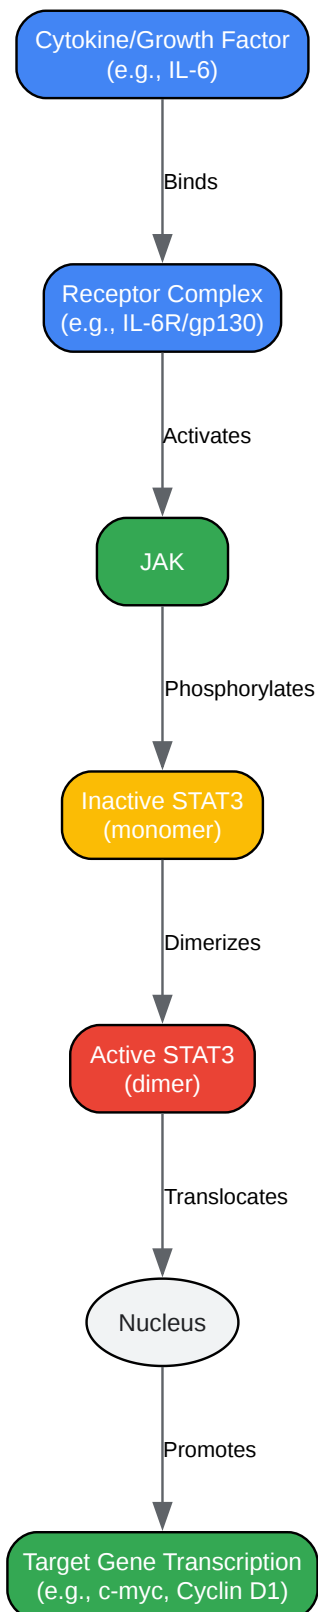 Cytokine/Growth Factor
(e.g., IL-6)
Binds
Receptor Complex
(e.g., IL-6R/gp130)
Activates
JAK
Phosphorylates
Inactive STAT3
(monomer)
Dimerizes
Active STAT3
(dimer)
Translocates
Nucleus
Promotes
Target Gene Transcription
(e.g., c-myc, Cyclin D1)